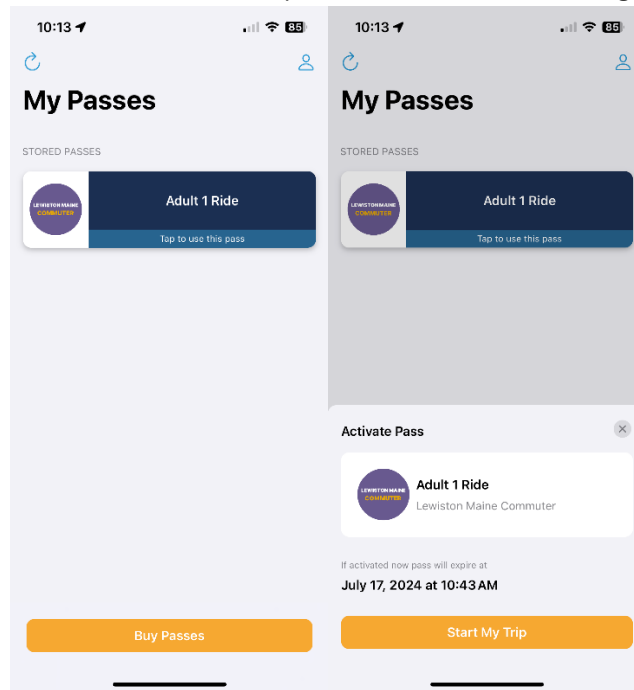 10:13
85
My Passes
STORED PASSES
LEWISTON MAINE
COMMUTER
Adult 1 Ride
Tap to use this pass
Buy Passes
10:13
85
My Passes
STORED PASSES
LEWISTON MAINE
COMMUTER
Adult 1 Ride
Tap to use this pass
Activate Pass
LEWISTON MAINE
COMMUTER
Adult 1 Ride
Lewiston Maine Commuter
If activated now pass will expire at
July 17, 2024 at 10:43 AM
Start My Trip